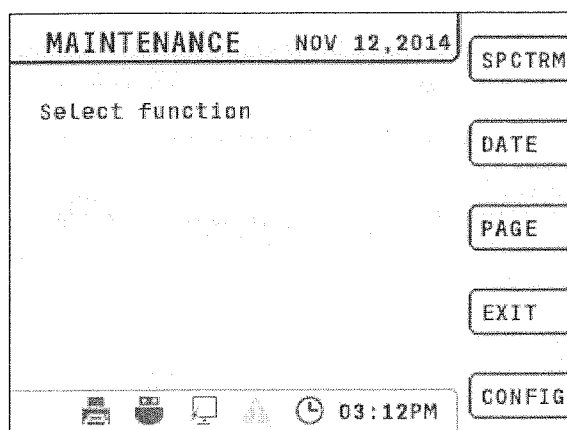 MAINTENANCE NOV 12,2014
SPCTRM
Select function
DATE
PAGE
EXIT
CONFIG
03:12PM